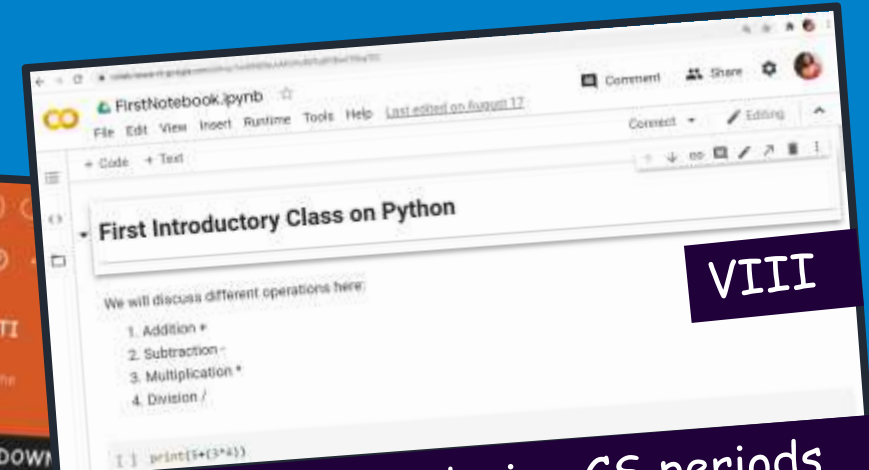 FirstNotebook.ipynb
Comment Share
File Edit View Insert Runtime Tools Help Last edited on August 17
Connect Editing
+ Code + Text
First Introductory Class on Python
VIII
We will discuss different operations here:
1. Addition +
2. Subtraction -
3. Multiplication *
4. Division /
[ ] print(5+(3*4))
CS periods
DOWN